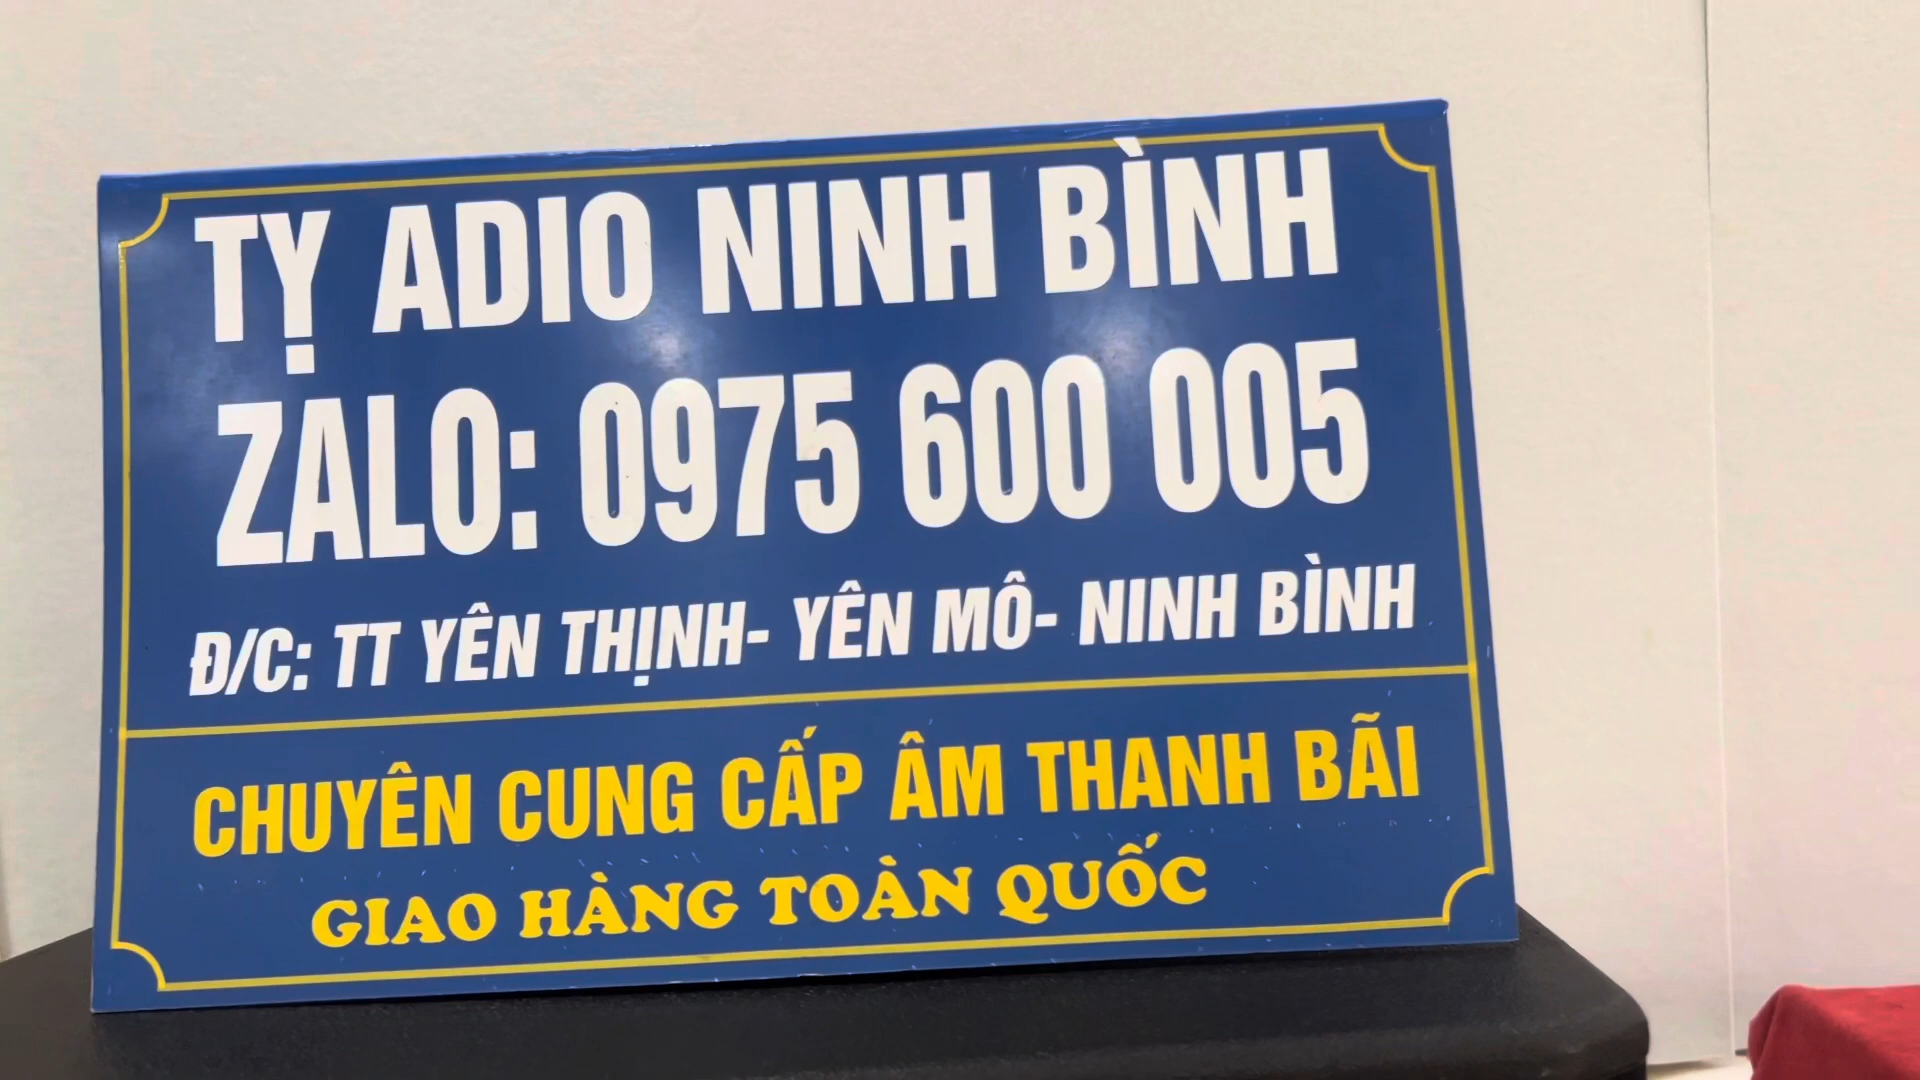 TỴ ADIO NINH BÌNH
ZALO: 0975 600 005
Đ/C: TT YÊN THỊNH- YÊN MÔ- NINH BÌNH
CHUYÊN CUNG CẤP ÂM THANH BÃI
GIAO HÀNG TOÀN QUỐC